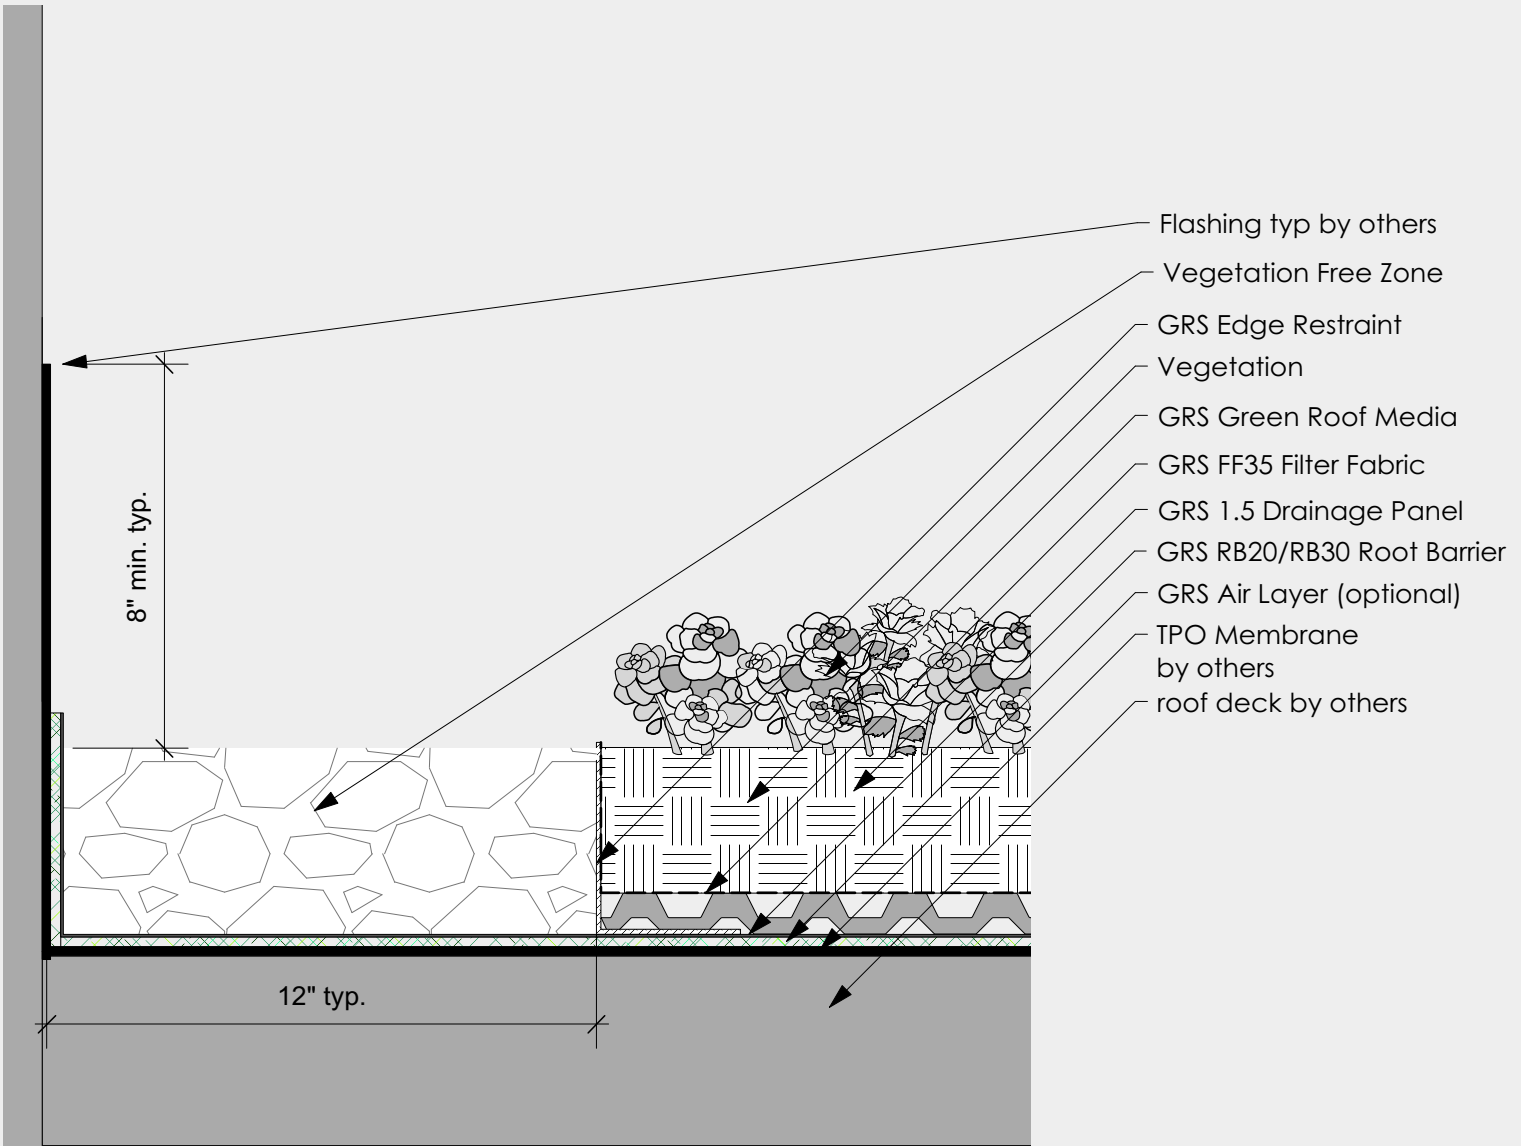 Flashing typ by others
Vegetation Free Zone
GRS Edge Restraint
Vegetation
GRS Green Roof Media
GRS FF35 Filter Fabric
GRS 1.5 Drainage Panel
GRS RB20/RB30 Root Barrier
GRS Air Layer (optional)
TPO Membrane
by others
roof deck by others
8" min. typ.
12" typ.